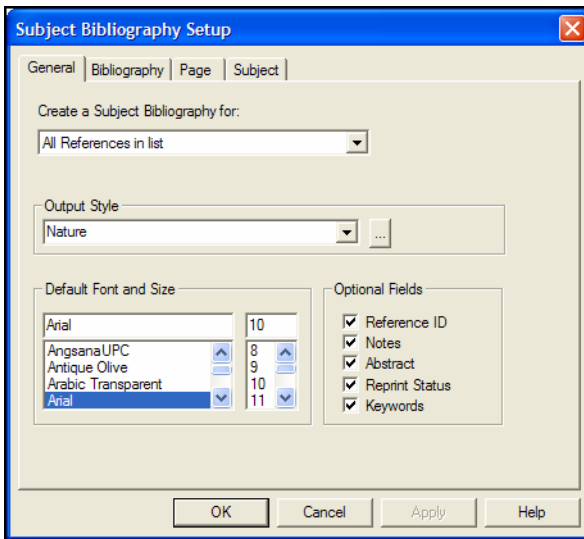 Subject Bibliography Setup
General Bibliography Page Subject
Create a Subject Bibliography for:
All References in list
Output Style
Nature ...
Default Font and Size
Arial 10
AngsanaUPC 8
Antique Olive 9
Arabic Transparent 10
Arial 11
Optional Fields
Reference ID
Notes
Abstract
Reprint Status
Keywords
OK Cancel Apply Help